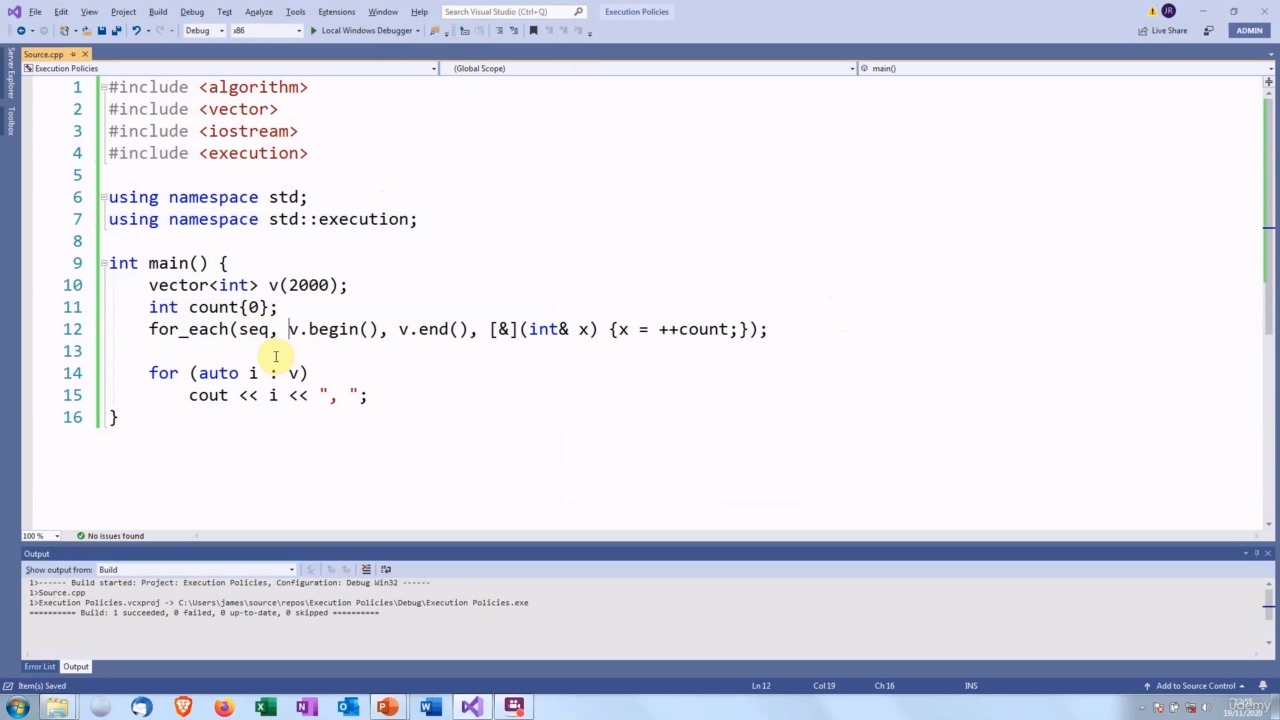 File Edit View Project Build Debug Test Analyze Tools Extensions Window Help Search Visual Studio (Ctrl+Q) Execution Policies JR
Debug x86 Local Windows Debugger Live Share ADMIN
Source.cpp
Execution Policies (Global Scope) main()
Server Explorer
Toolbox
1 #include <algorithm>
2 #include <vector>
3 #include <iostream>
4 #include <execution>
5
6 using namespace std;
7 using namespace std::execution;
8
9 int main() {
10 vector<int> v(2000);
11 int count{0};
12 for_each(seq, v.begin(), v.end(), [&](int& x) {x = ++count;});
13
14 for (auto i : v)
15 cout << i << ", ";
16 }
100 % No issues found
Output
Show output from: Build
1>------ Build started: Project: Execution Policies, Configuration: Debug Win32 ------
1>Source.cpp
1>Execution Policies.vcxproj -> C:\Users\james\source\repos\Execution Policies\Debug\Execution Policies.exe
========== Build: 1 succeeded, 0 failed, 0 up-to-date, 0 skipped ==========
Error List Output
Item(s) Saved Ln 12 Col 19 Ch 16 INS Add to Source Control
Udemy
19/11/2020